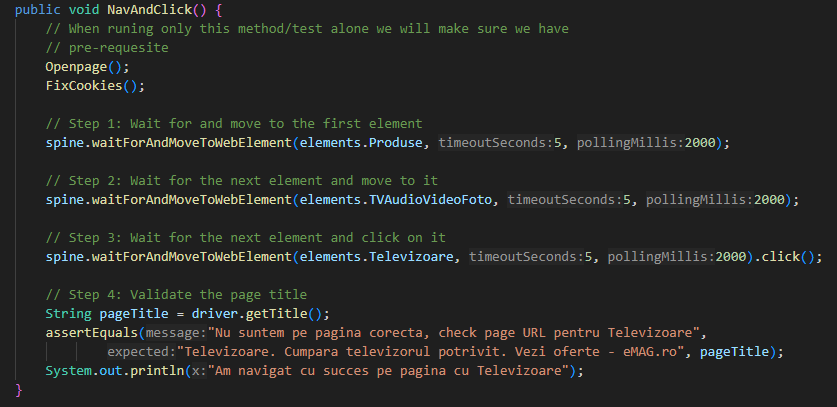 public void NavAndClick() {
// When runing only this method/test alone we will make sure we have
// pre-requesite
Openpage();
FixCookies();
// Step 1: Wait for and move to the first element
spine.waitForAndMoveToWebElement(elements.Produse, timeoutSeconds:5, pollingMillis:2000);
// Step 2: Wait for the next element and move to it
spine.waitForAndMoveToWebElement(elements.TVAudioVideoFoto, timeoutSeconds:5, pollingMillis:2000);
// Step 3: Wait for the next element and click on it
spine.waitForAndMoveToWebElement(elements.Televizoare, timeoutSeconds:5, pollingMillis:2000).click();
// Step 4: Validate the page title
String pageTitle = driver.getTitle();
assertEquals(message:"Nu suntem pe pagina corecta, check page URL pentru Televizoare",
expected:"Televizoare. Cumpara televizorul potrivit. Vezi oferte - eMAG.ro", pageTitle);
System.out.println(x:"Am navigat cu succes pe pagina cu Televizoare");
}